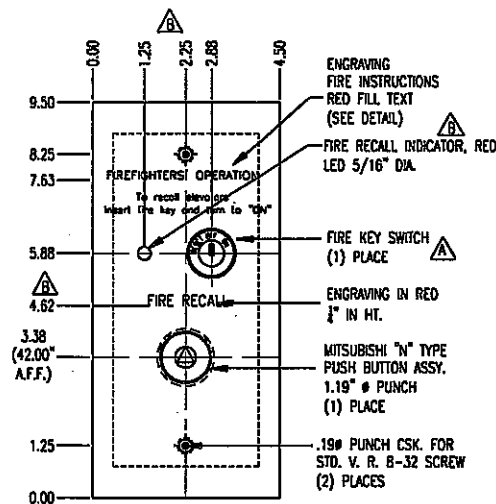 B
0.00
1.25
2.25
2.88
4.50
9.50
8.25
7.63
5.88
B
4.62
3.38
(42.00"
A.F.F.)
1.25
0.00
FIREFIGHTERS' OPERATION
To recall elevators
insert fire key and turn to "ON"
FIRE RECALL
ENGRAVING
FIRE INSTRUCTIONS
RED FILL TEXT
(SEE DETAIL)
B
FIRE RECALL INDICATOR, RED
LED 5/16" DIA.
FIRE KEY SWITCH
(1) PLACE
A
ENGRAVING IN RED
" IN HT.
MITSUBISHI "N" TYPE
PUSH BUTTON ASSY.
1.19" ø PUNCH
(1) PLACE
.19ø PUNCH CSK. FOR
STD. V. R. 8-32 SCREW
(2) PLACES